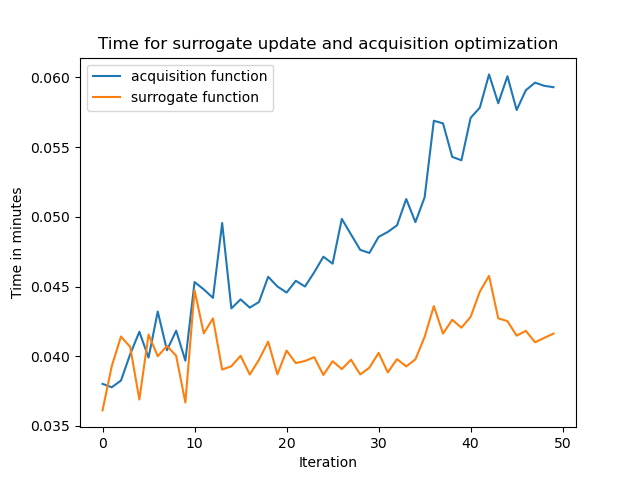 Time for surrogate update and acquisition optimization
acquisition function
surrogate function
0.060
0.055
0.050
0.045
0.040
0.035
Time in minutes
0 10 20 30 40 50
Iteration